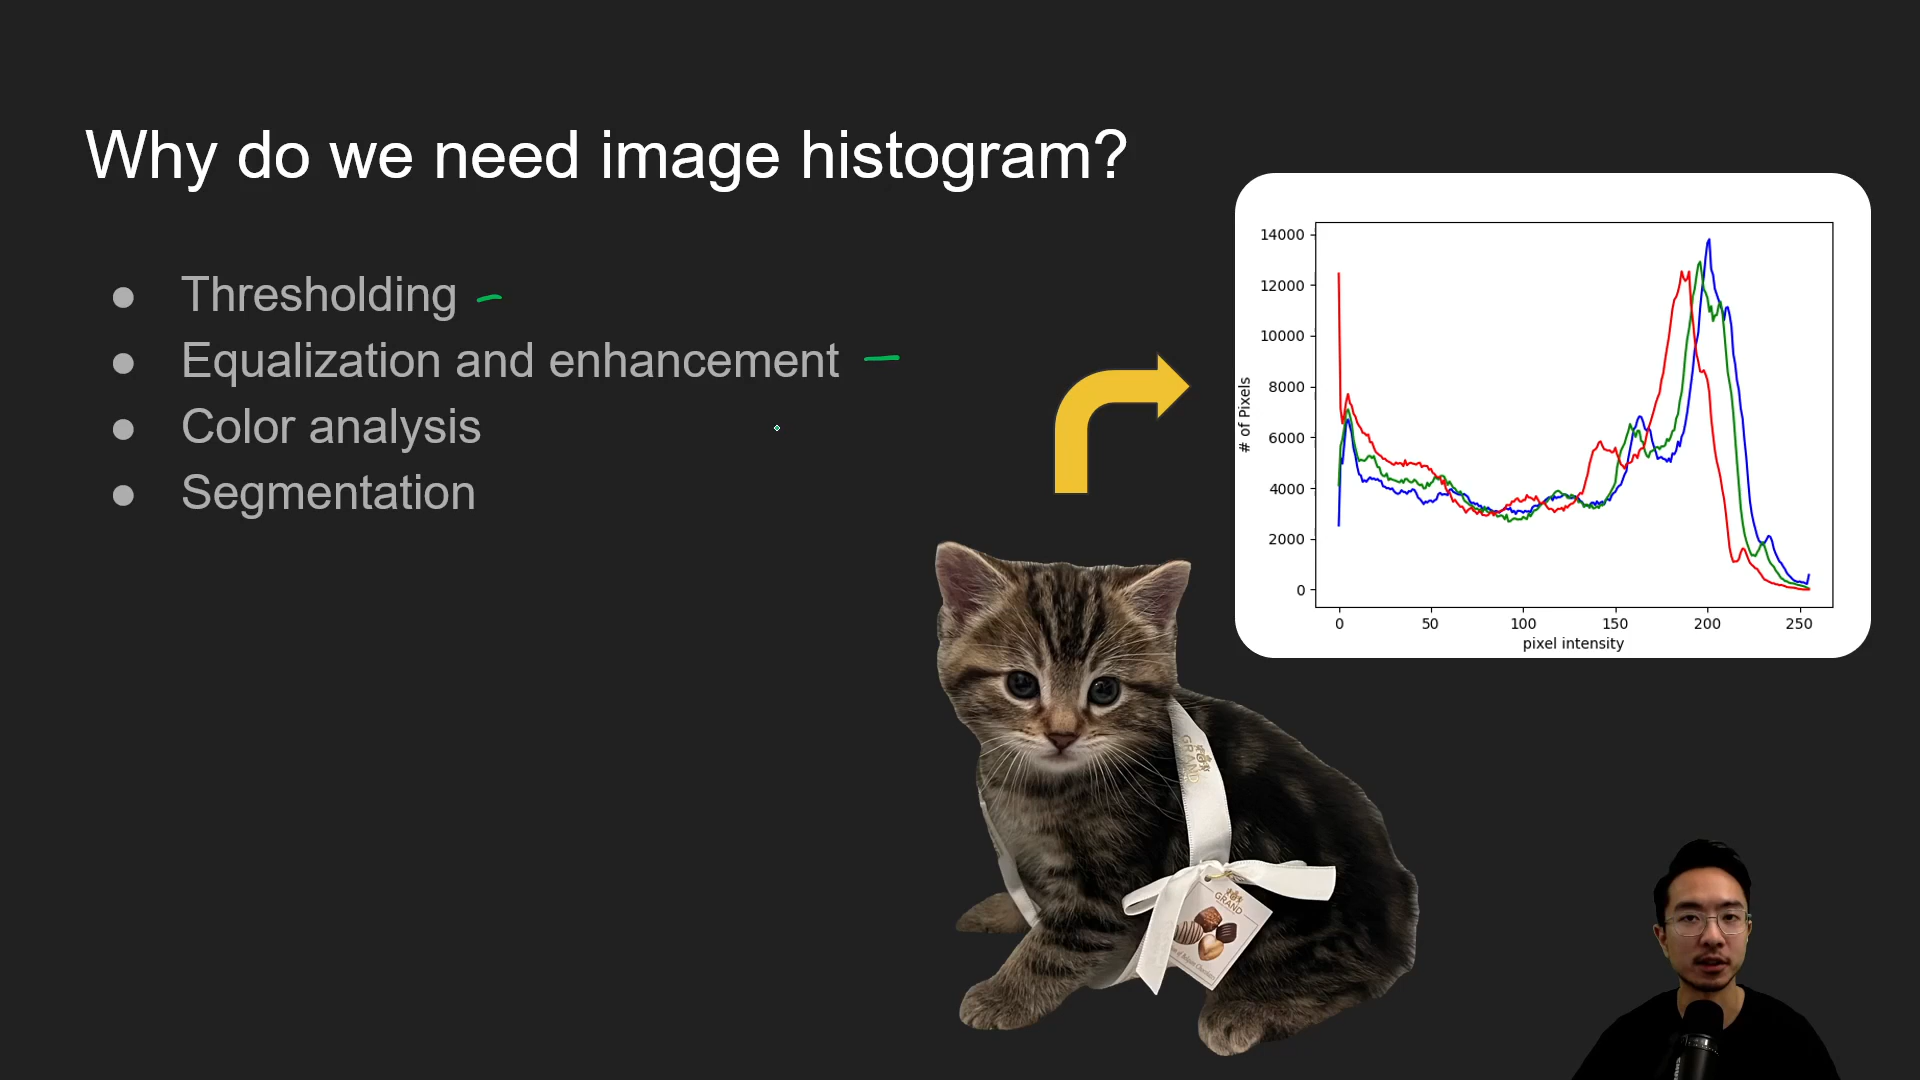 Why do we need image histogram?
● Thresholding
● Equalization and enhancement
● Color analysis
● Segmentation
14000
12000
10000
8000
6000
4000
2000
0
# of Pixels
0 50 100 150 200 250
pixel intensity
GRAND
GRAND